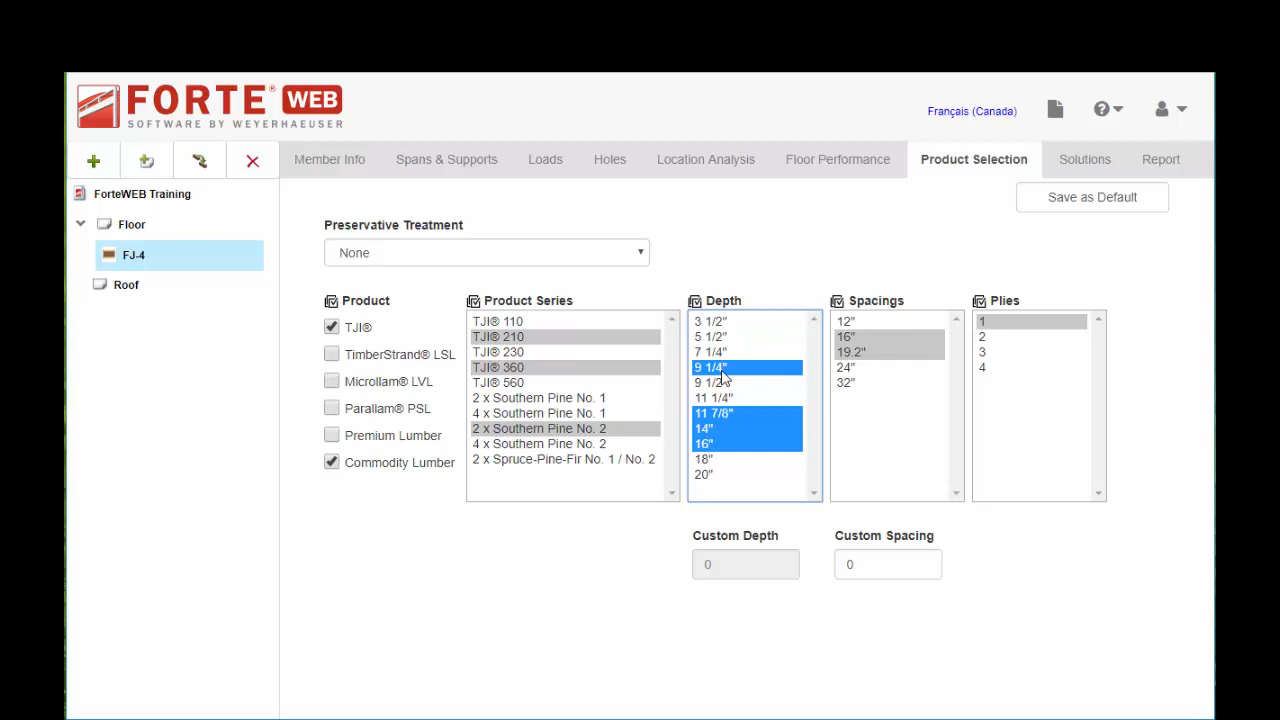 FORTE® WEB
SOFTWARE BY WEYERHAEUSER
Français (Canada)
Member Info
Spans & Supports
Loads
Holes
Location Analysis
Floor Performance
Product Selection
Solutions
Report
ForteWEB Training
Floor
FJ-4
Roof
Save as Default
Preservative Treatment
None
Product
TJI®
TimberStrand® LSL
Microllam® LVL
Parallam® PSL
Premium Lumber
Commodity Lumber
Product Series
TJI® 110
TJI® 210
TJI® 230
TJI® 360
TJI® 560
2 x Southern Pine No. 1
4 x Southern Pine No. 1
2 x Southern Pine No. 2
4 x Southern Pine No. 2
2 x Spruce-Pine-Fir No. 1 / No. 2
Depth
3 1/2"
5 1/2"
7 1/4"
9 1/4"
9 1/2"
11 1/4"
11 7/8"
14"
16"
18"
20"
Spacings
12"
16"
19.2"
24"
32"
Plies
1
2
3
4
Custom Depth
0
Custom Spacing
0